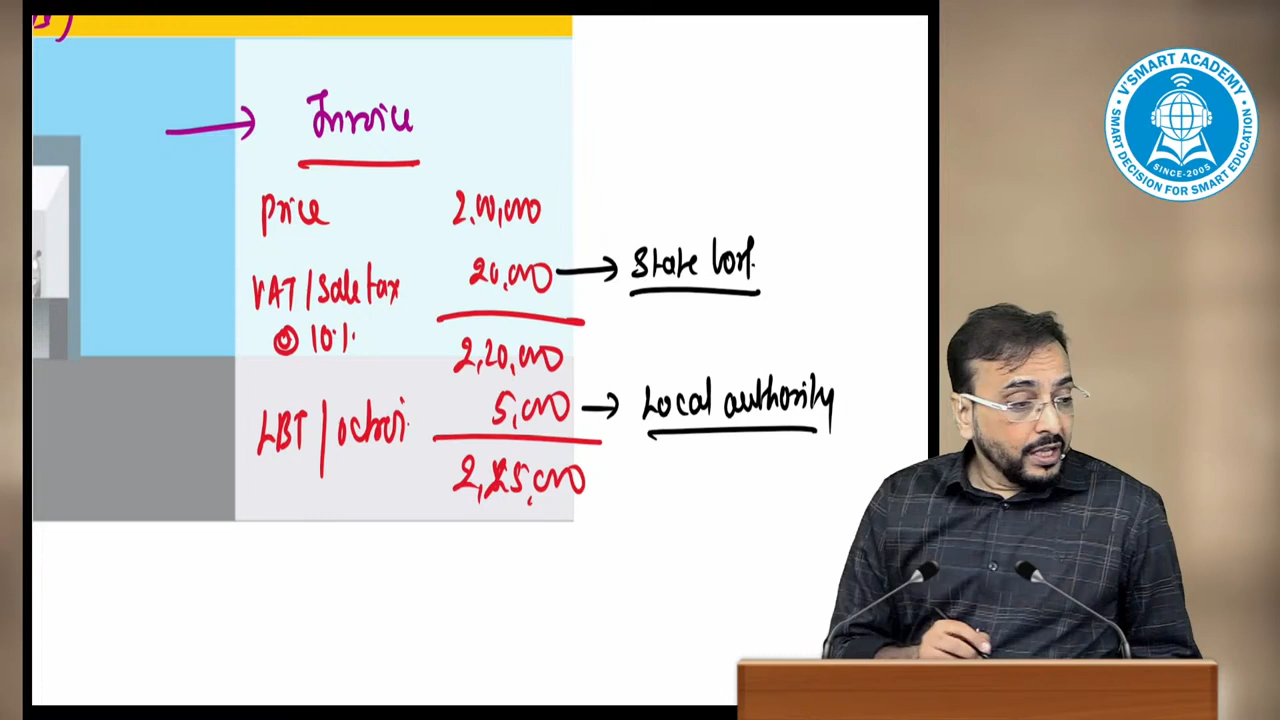 Invoice
Price 2,00,000
VAT/Sale tax 20,000 → State Govt.
@ 10%
2,20,000
LBT/octroi. 5,000 → Local authority
2,25,000
V'SMART ACADEMY
SINCE-2005
SMART DECISION FOR SMART EDUCATION